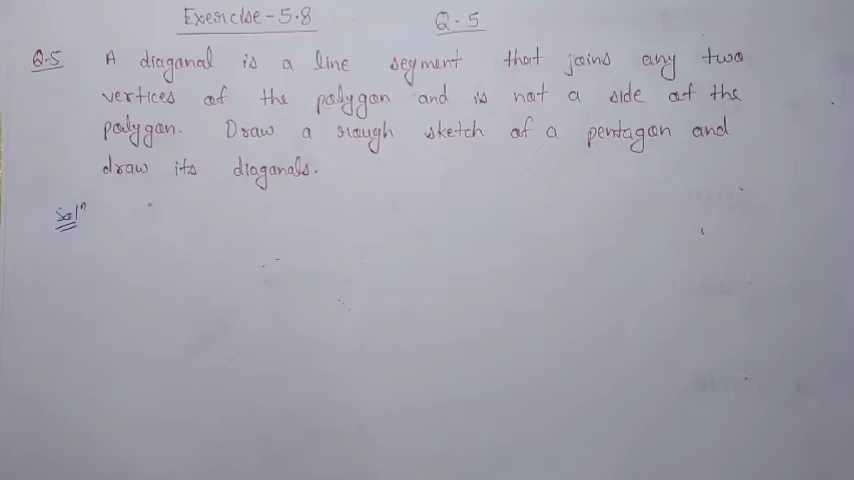 Exercise-5.8 Q-5
Q-5 A diagonal is a line segment that joins any two
vertices of the polygon and is not a side of the
polygon. Draw a rough sketch of a pentagon and
draw its diagonals.
Solⁿ